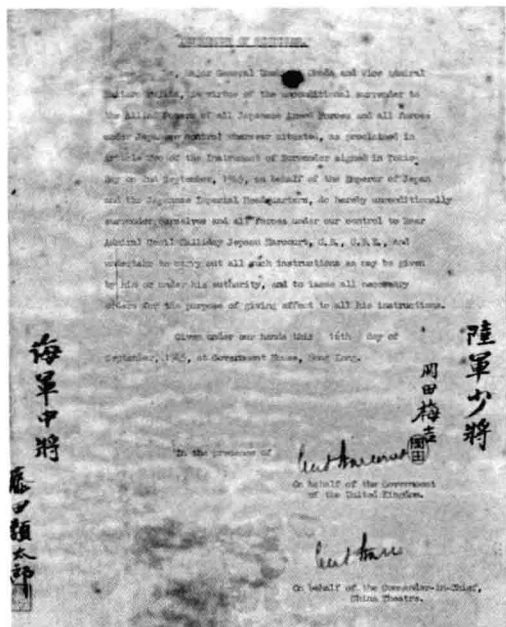 INSTRUMENT OF SURRENDER.
We, Major General Okada and Vice Admiral
in virtue of the unconditional surrender to
the Allied Powers of all Japanese Armed Forces and all forces
under Japanese control wherever situated, as proclaimed in
Article Two of the Instrument of Surrender signed in Tokio
Bay on 2nd September, 1945, on behalf of the Emperor of Japan
and the Japanese Imperial Headquarters, do hereby unconditionally
surrender ourselves and all forces under our control to Rear
Admiral Cecil Halliday Jepson Harcourt, C.B., C.B.E., and
undertake to carry out all such instructions as may be given
by him or under his authority, and to issue all necessary
orders for the purpose of giving effect to all his instructions.
Given under our hands this 16th day of
September, 1945, at Government House, Hong Kong.
陸軍少將
岡田梅吉
海軍中將
藤田類太郎
In the presence of
On behalf of the Government
of the United Kingdom.
On behalf of the Commander-in-Chief,
China Theatre.